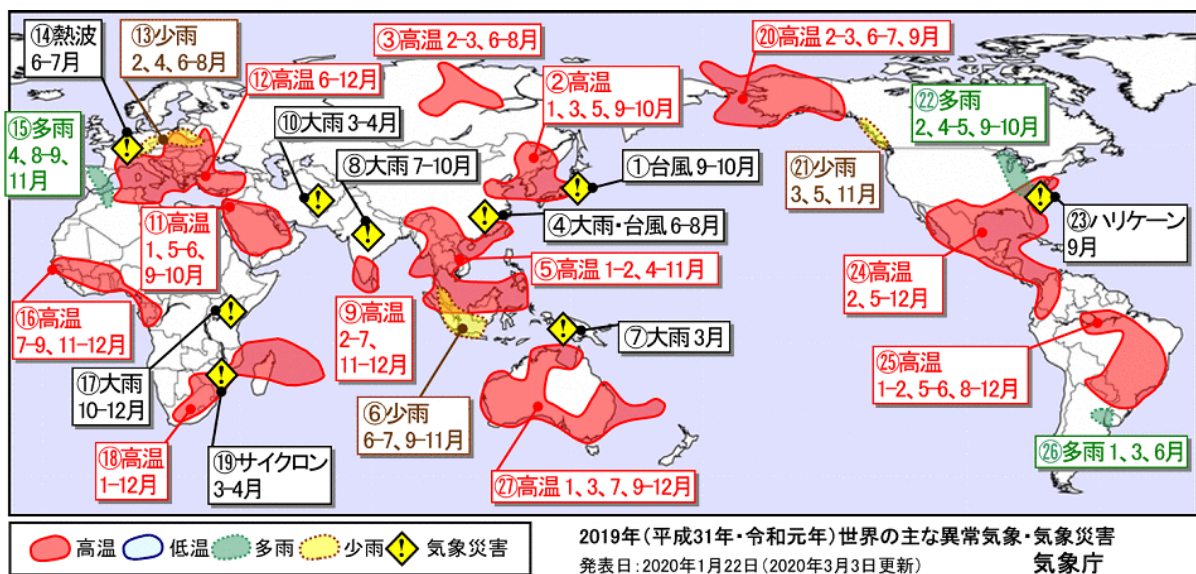 ⑭熱波
6-7月
⑬少雨
2、4、6-8月
③高温 2-3、6-8月
⑳高温 2-3、6-7、9月
⑫高温 6-12月
②高温
1、3、5、9-10月
㉒多雨
2、4-5、9-10月
⑮多雨
4、8-9、
11月
⑩大雨 3-4月
⑧大雨 7-10月
①台風 9-10月
㉑少雨
3、5、11月
④大雨・台風 6-8月
㉓ハリケーン
9月
⑪高温
1、5-6、
9-10月
⑤高温 1-2、4-11月
㉔高温
2、5-12月
⑯高温
7-9、11-12月
⑨高温
2-7、
11-12月
⑦大雨 3月
㉕高温
1-2、5-6、8-12月
⑰大雨
10-12月
⑥少雨
6-7、9-11月
⑱高温
1-12月
⑲サイクロン
3-4月
㉗高温 1、3、7、9-12月
㉖多雨 1、3、6月
高温 低温 多雨 少雨 気象災害
2019年(平成31年・令和元年)世界の主な異常気象・気象災害
発表日:2020年1月22日(2020年3月3日更新) 気象庁